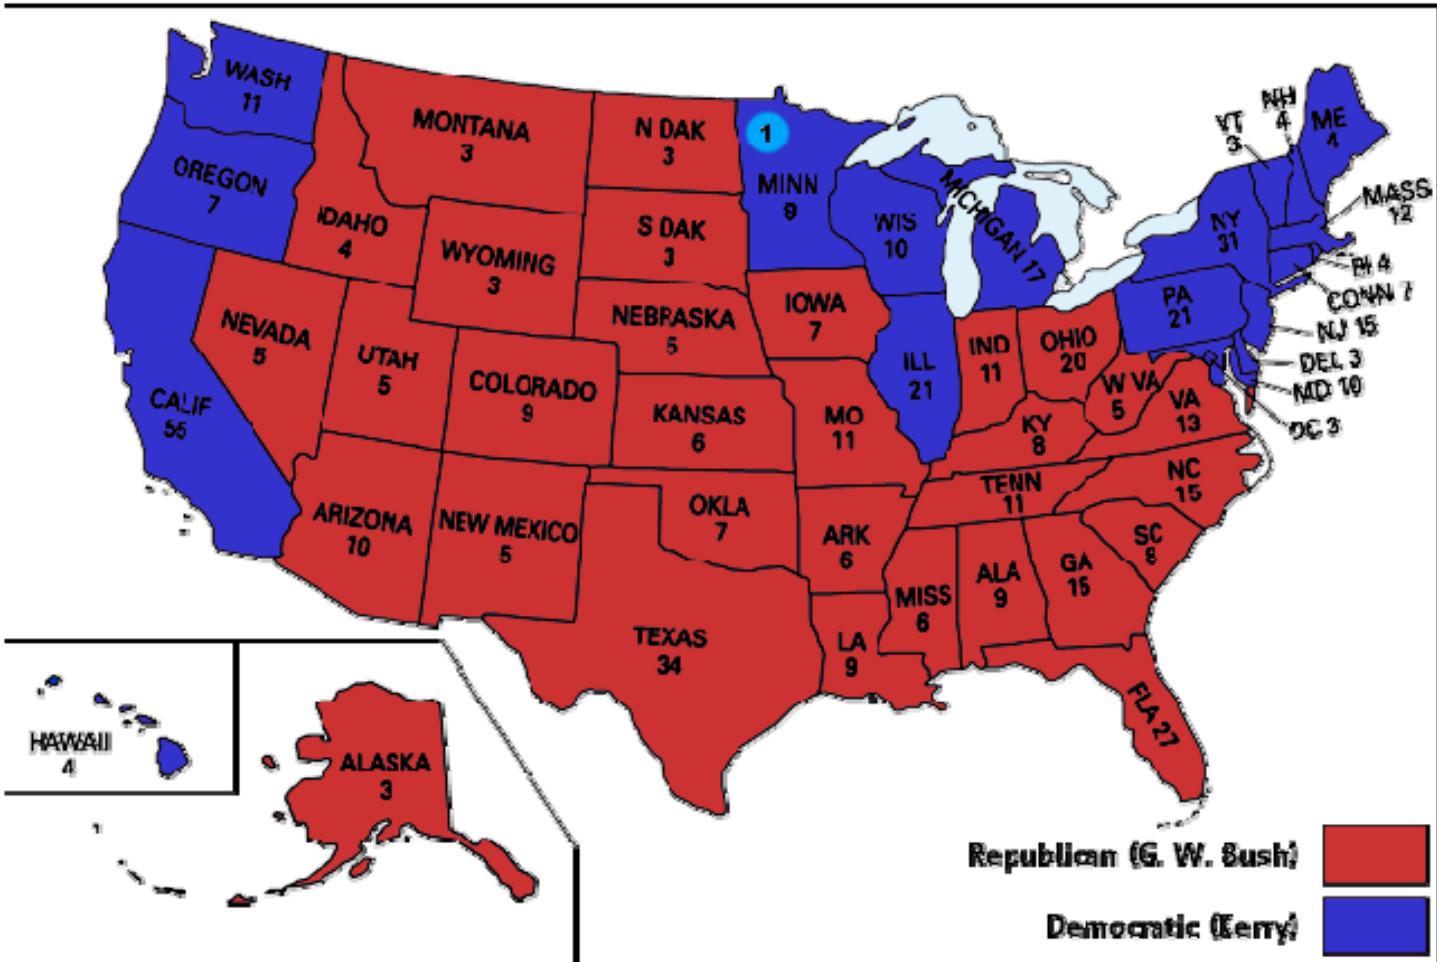 WASH
11
OREGON
7
CALIF
55
IDAHO
4
NEVADA
5
MONTANA
3
WYOMING
3
UTAH
5
COLORADO
9
ARIZONA
10
NEW MEXICO
5
N DAK
3
S DAK
3
NEBRASKA
5
KANSAS
6
OKLA
7
TEXAS
34
1
MINN
9
IOWA
7
MO
11
ARK
6
LA
9
WIS
10
ILL
21
MICHIGAN 17
IND
11
OHIO
20
KY
8
TENN
11
MISS
6
ALA
9
GA
15
FLA 27
SC
8
NC
15
VA
13
W VA
5
PA
21
NY
31
VT
3
NH
4
ME
4
MASS
12
RI 4
CONN 7
NJ 15
DEL 3
MD 10
DC 3
HAWAII
4
ALASKA
3
Republican (G. W. Bush)
Democratic (Kerry)